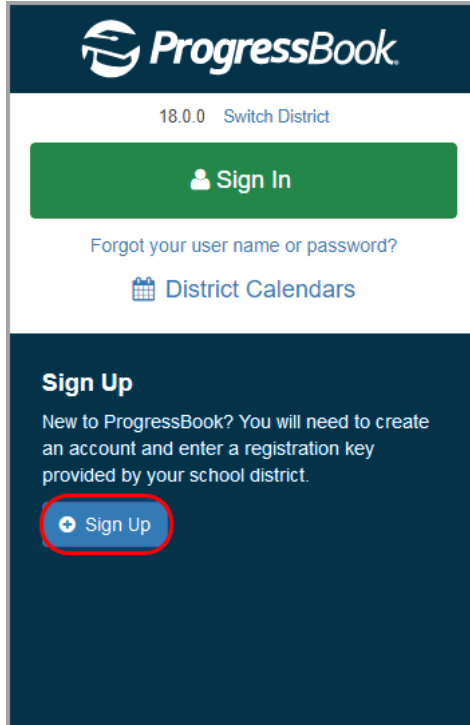 ProgressBook.
18.0.0 Switch District
Sign In
Forgot your user name or password?
District Calendars
Sign Up
New to ProgressBook? You will need to create
an account and enter a registration key
provided by your school district.
Sign Up